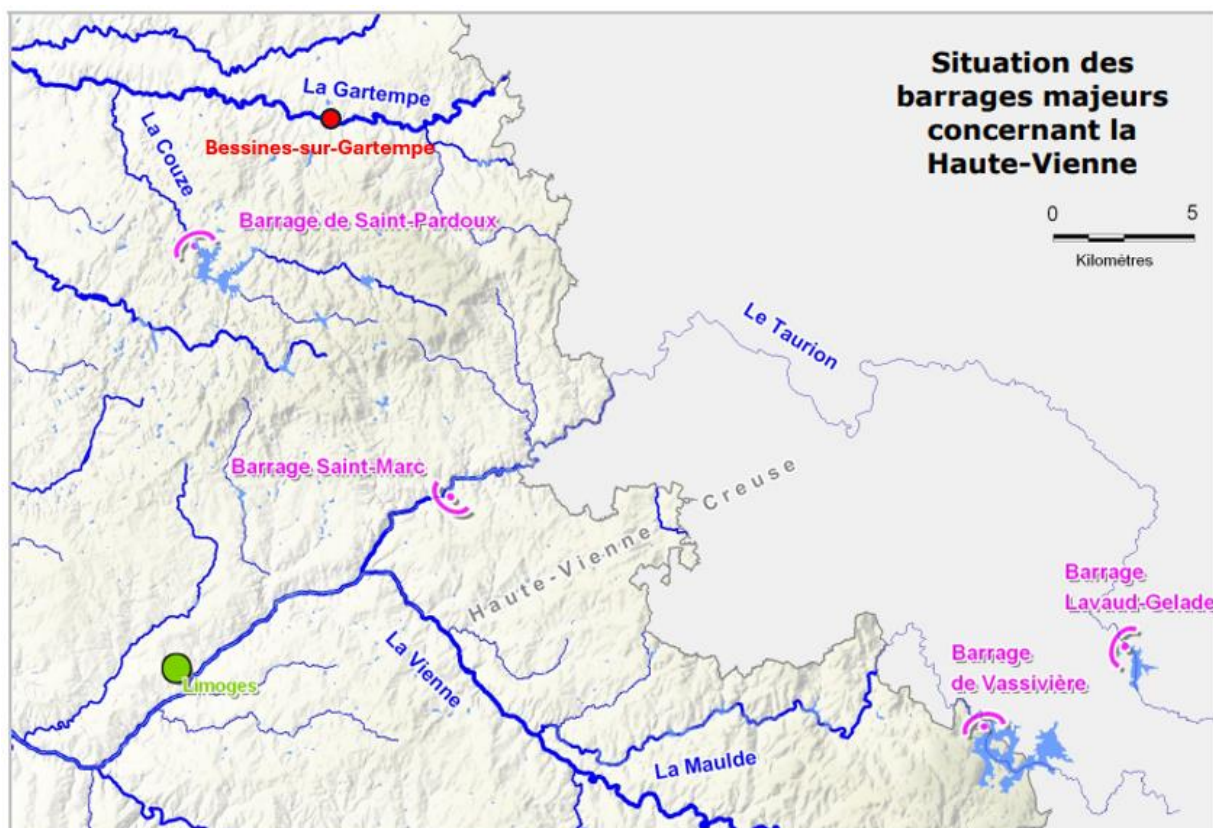 Situation des
barrages majeurs
concernant la
Haute-Vienne
0 5
Kilomètres
La Gartempe
Bessines-sur-Gartempe
La Couze
Barrage de Saint-Pardoux
Le Taurion
Barrage Saint-Marc
Haute-Vienne
Creuse
Barrage
Lavaud-Gelade
Barrage
de Vassivière
La Vienne
Limoges
La Maulde